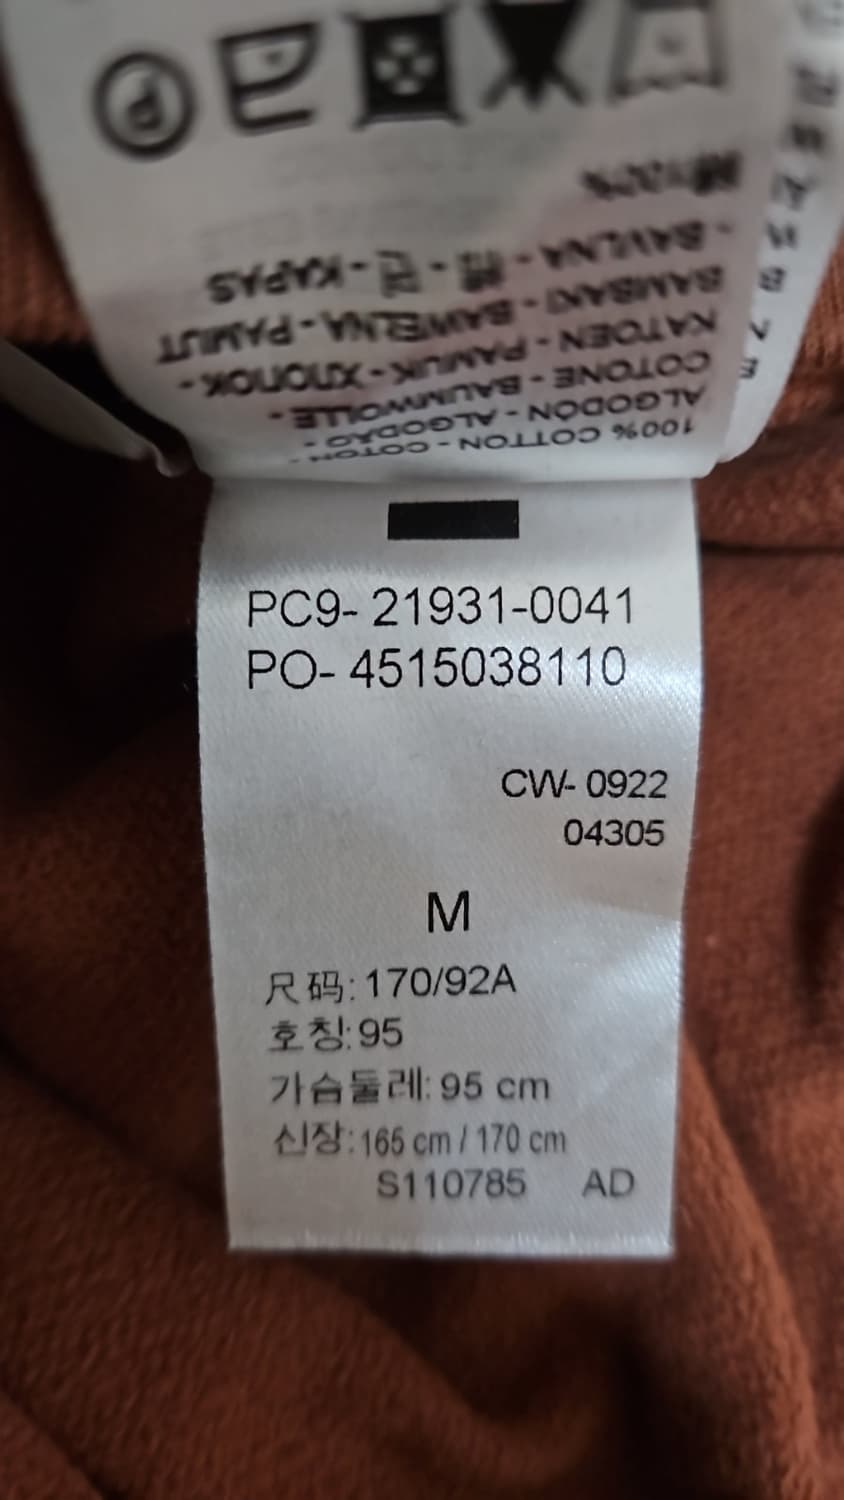 100% COTTON - COTON -
ALGODÓN - ALGODÃO -
COTONE - BAUMWOLLE -
KATOEN - PAMUK - ХЛОПОК -
BAMBAKI - BAWEŁNA - PAMUT
- BAVLNA - 棉 - 면 - KAPAS
棉100%
PC9- 21931-0041
PO- 4515038110
CW- 0922
04305
M
尺码: 170/92A
호칭: 95
가슴둘레: 95 cm
신장: 165 cm / 170 cm
S110785 AD